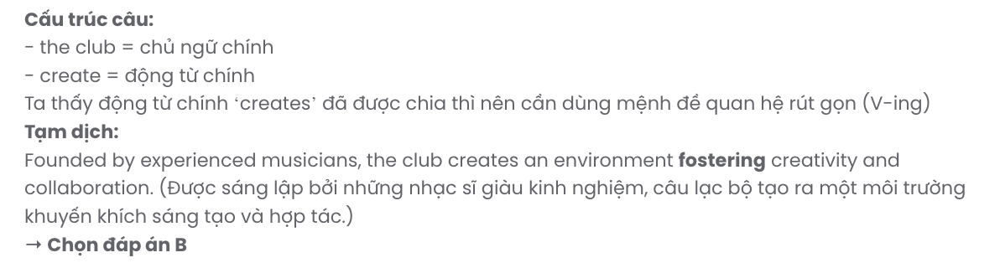 Cấu trúc câu:
- the club = chủ ngữ chính
- create = động từ chính
Ta thấy động từ chính ‘creates’ đã được chia thì nên cần dùng mệnh đề quan hệ rút gọn (V-ing)
Tạm dịch:
Founded by experienced musicians, the club creates an environment fostering creativity and
collaboration. (Được sáng lập bởi những nhạc sĩ giàu kinh nghiệm, câu lạc bộ tạo ra một môi trường
khuyến khích sáng tạo và hợp tác.)
→ Chọn đáp án B